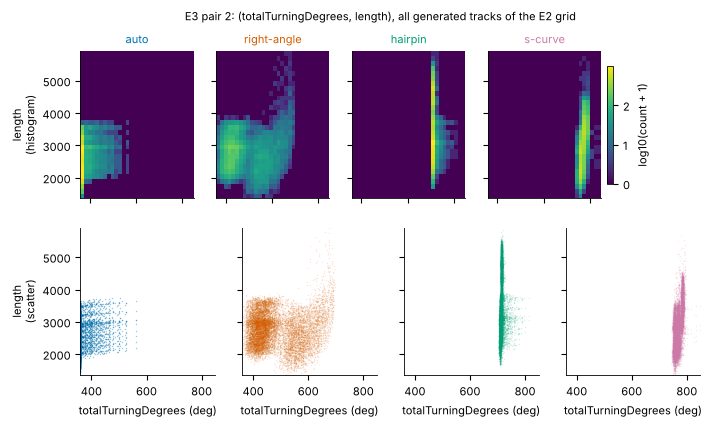 E3 pair 2: (totalTurningDegrees, length), all generated tracks of the E2 grid
auto
right-angle
hairpin
s-curve
length
(histogram)
5000
4000
3000
2000
2
1
0
log10(count + 1)
length
(scatter)
5000
4000
3000
2000
400 600 800
400 600 800
400 600 800
400 600 800
totalTurningDegrees (deg)
totalTurningDegrees (deg)
totalTurningDegrees (deg)
totalTurningDegrees (deg)